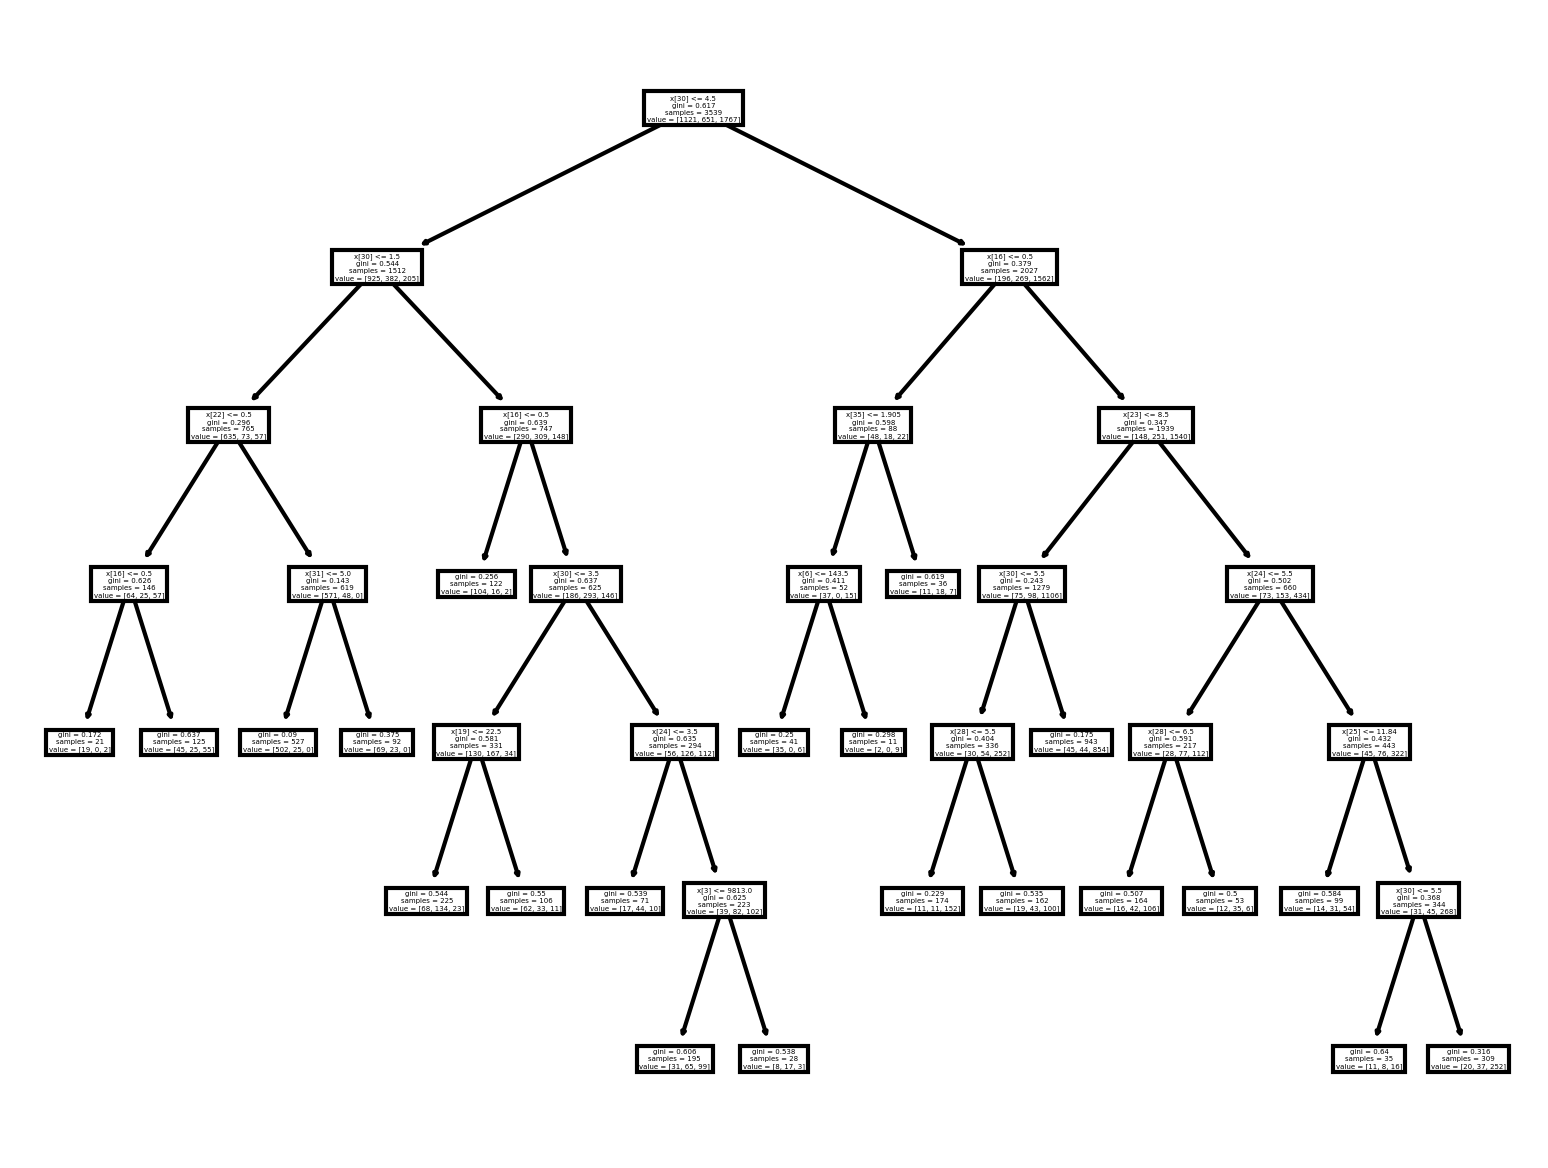 x[30] <= 4.5
gini = 0.617
samples = 3539
value = [1121, 651, 1767]
x[30] <= 1.5
gini = 0.544
samples = 1512
value = [925, 382, 205]
x[16] <= 0.5
gini = 0.379
samples = 2027
value = [196, 269, 1562]
x[22] <= 0.5
gini = 0.296
samples = 765
value = [635, 73, 57]
x[16] <= 0.5
gini = 0.639
samples = 747
value = [290, 309, 148]
x[35] <= 1.905
gini = 0.598
samples = 88
value = [48, 18, 22]
x[23] <= 8.5
gini = 0.347
samples = 1939
value = [148, 251, 1540]
x[16] <= 0.5
gini = 0.626
samples = 146
value = [64, 25, 57]
x[31] <= 5.0
gini = 0.143
samples = 619
value = [571, 48, 0]
gini = 0.256
samples = 122
value = [104, 16, 2]
x[30] <= 3.5
gini = 0.637
samples = 625
value = [186, 293, 146]
x[6] <= 143.5
gini = 0.411
samples = 52
value = [37, 0, 15]
gini = 0.619
samples = 36
value = [11, 18, 7]
x[30] <= 5.5
gini = 0.243
samples = 1279
value = [75, 98, 1106]
x[24] <= 5.5
gini = 0.502
samples = 660
value = [73, 153, 434]
gini = 0.172
samples = 21
value = [19, 0, 2]
gini = 0.637
samples = 125
value = [45, 25, 55]
gini = 0.09
samples = 527
value = [502, 25, 0]
gini = 0.375
samples = 92
value = [69, 23, 0]
x[19] <= 22.5
gini = 0.581
samples = 331
value = [130, 167, 34]
x[24] <= 3.5
gini = 0.635
samples = 294
value = [56, 126, 112]
gini = 0.25
samples = 41
value = [35, 0, 6]
gini = 0.298
samples = 11
value = [2, 0, 9]
x[28] <= 5.5
gini = 0.404
samples = 336
value = [30, 54, 252]
gini = 0.175
samples = 943
value = [45, 44, 854]
x[28] <= 6.5
gini = 0.591
samples = 217
value = [28, 77, 112]
x[25] <= 11.84
gini = 0.432
samples = 443
value = [45, 76, 322]
gini = 0.544
samples = 225
value = [68, 134, 23]
gini = 0.55
samples = 106
value = [62, 33, 11]
gini = 0.539
samples = 71
value = [17, 44, 10]
x[3] <= 9813.0
gini = 0.625
samples = 223
value = [39, 82, 102]
gini = 0.229
samples = 174
value = [11, 11, 152]
gini = 0.535
samples = 162
value = [19, 43, 100]
gini = 0.507
samples = 164
value = [16, 42, 106]
gini = 0.5
samples = 53
value = [12, 35, 6]
gini = 0.584
samples = 99
value = [14, 31, 54]
x[30] <= 5.5
gini = 0.368
samples = 344
value = [31, 45, 268]
gini = 0.606
samples = 195
value = [31, 65, 99]
gini = 0.538
samples = 28
value = [8, 17, 3]
gini = 0.64
samples = 35
value = [11, 8, 16]
gini = 0.316
samples = 309
value = [20, 37, 252]